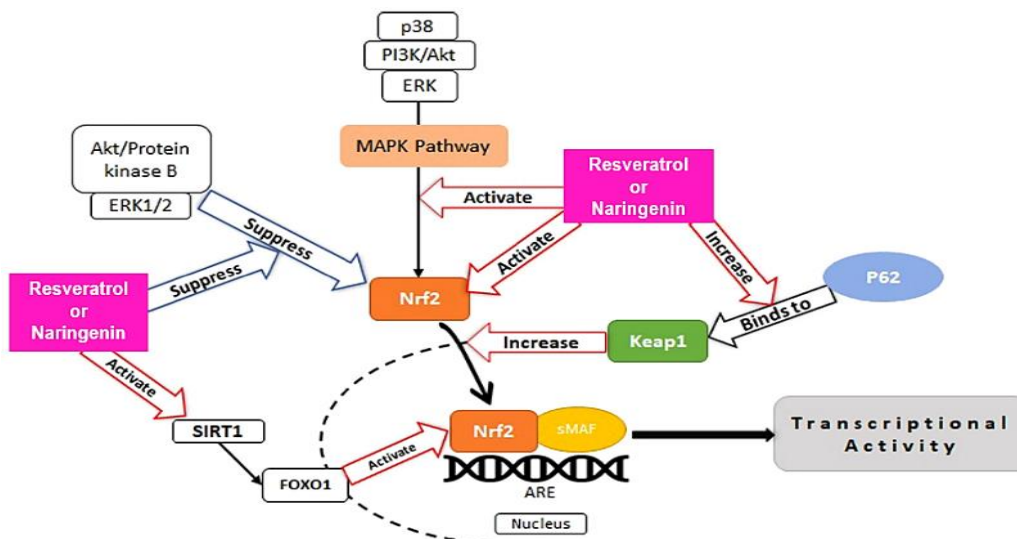 p38
PI3K/Akt
ERK
MAPK Pathway
Akt/Protein
kinase B
ERK1/2
Suppress
Suppress
Resveratrol
or
Naringenin
Activate
Activate
Resveratrol
or
Naringenin
Increase
P62
Binds to
Nrf2
Keap1
Increase
Activate
SIRT1
FOXO1
Activate
Nrf2
sMAF
ARE
Nucleus
Transcriptional
Activity